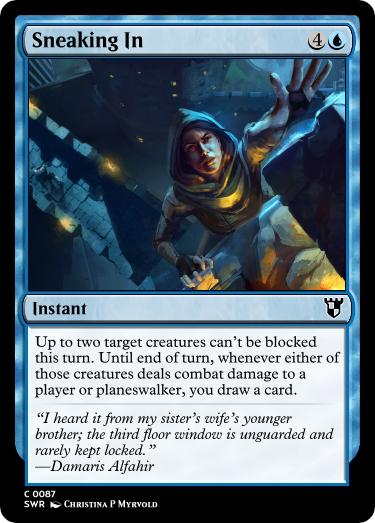 Sneaking In
4
Instant
Up to two target creatures can't be blocked
this turn. Until end of turn, whenever either of
those creatures deals combat damage to a
player or planeswalker, you draw a card.
"I heard it from my sister's wife's younger
brother; the third floor window is unguarded and
rarely kept locked."
—Damaris Alfahir
C 0087
SWR Christina P Myrvold